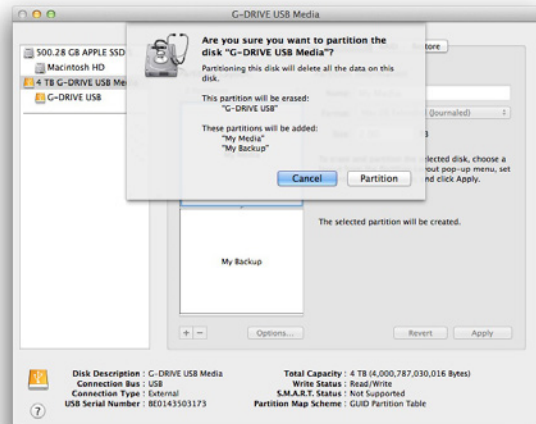 G-DRIVE USB Media
Are you sure you want to partition the
disk "G-DRIVE USB Media"?
Partitioning this disk will delete all the data on this
disk.
This partition will be erased:
"G-DRIVE USB"
These partitions will be added:
"My Media"
"My Backup"
Cancel
Partition
500.28 GB APPLE SSD
Macintosh HD
4 TB G-DRIVE USB Med
G-DRIVE USB
ore
(Journaled)
elected disk, choose a
yout pop-up menu, set
nd click Apply.
The selected partition will be created.
My Backup
+ −
Options...
Revert
Apply
Disk Description : G-DRIVE USB Media
Connection Bus : USB
Connection Type : External
USB Serial Number : BE0143503173
Total Capacity : 4 TB (4,000,787,030,016 Bytes)
Write Status : Read/Write
S.M.A.R.T. Status : Not Supported
Partition Map Scheme : GUID Partition Table
?